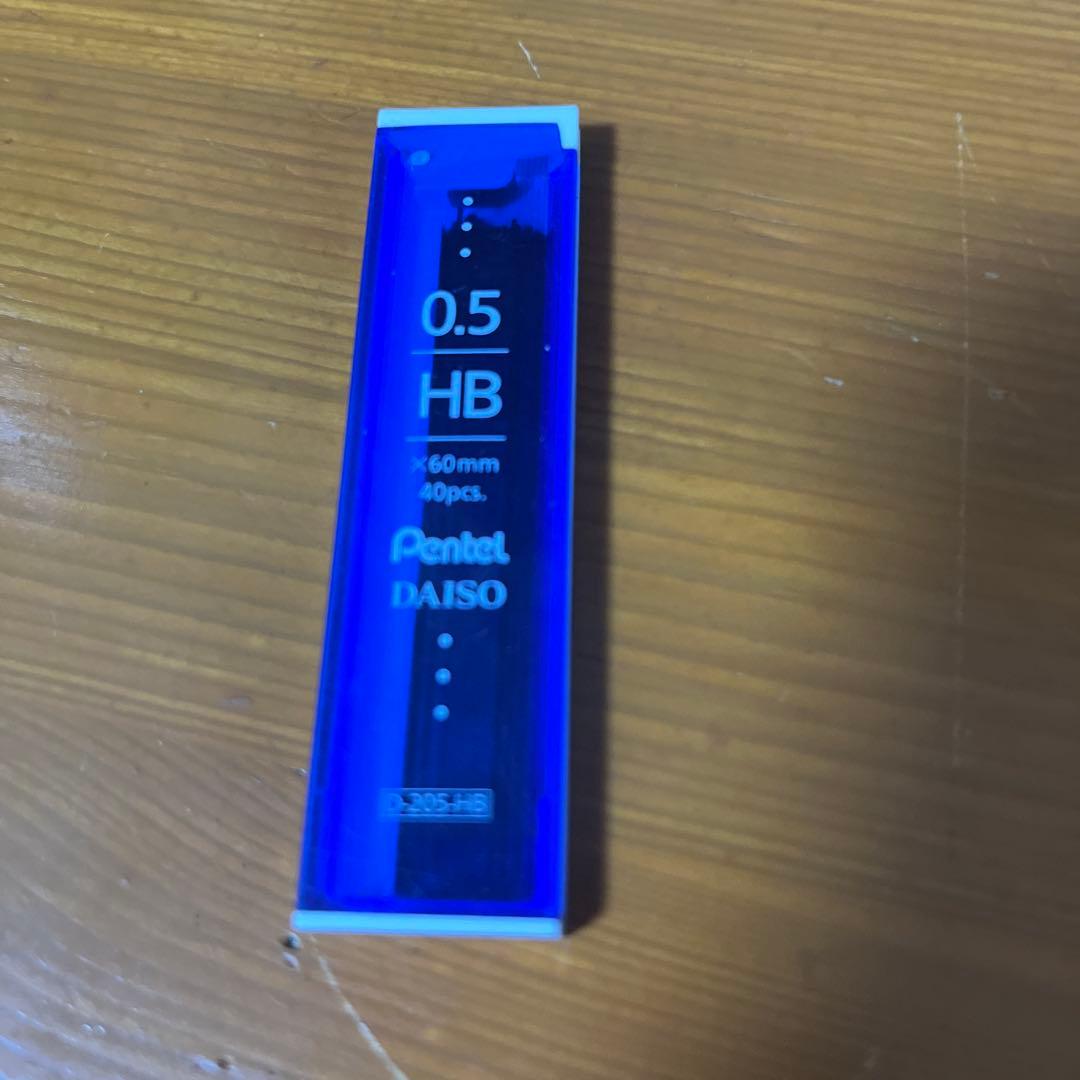 0.5
HB
×60mm
40pcs.
Pentel
DAISO
D-205-HB